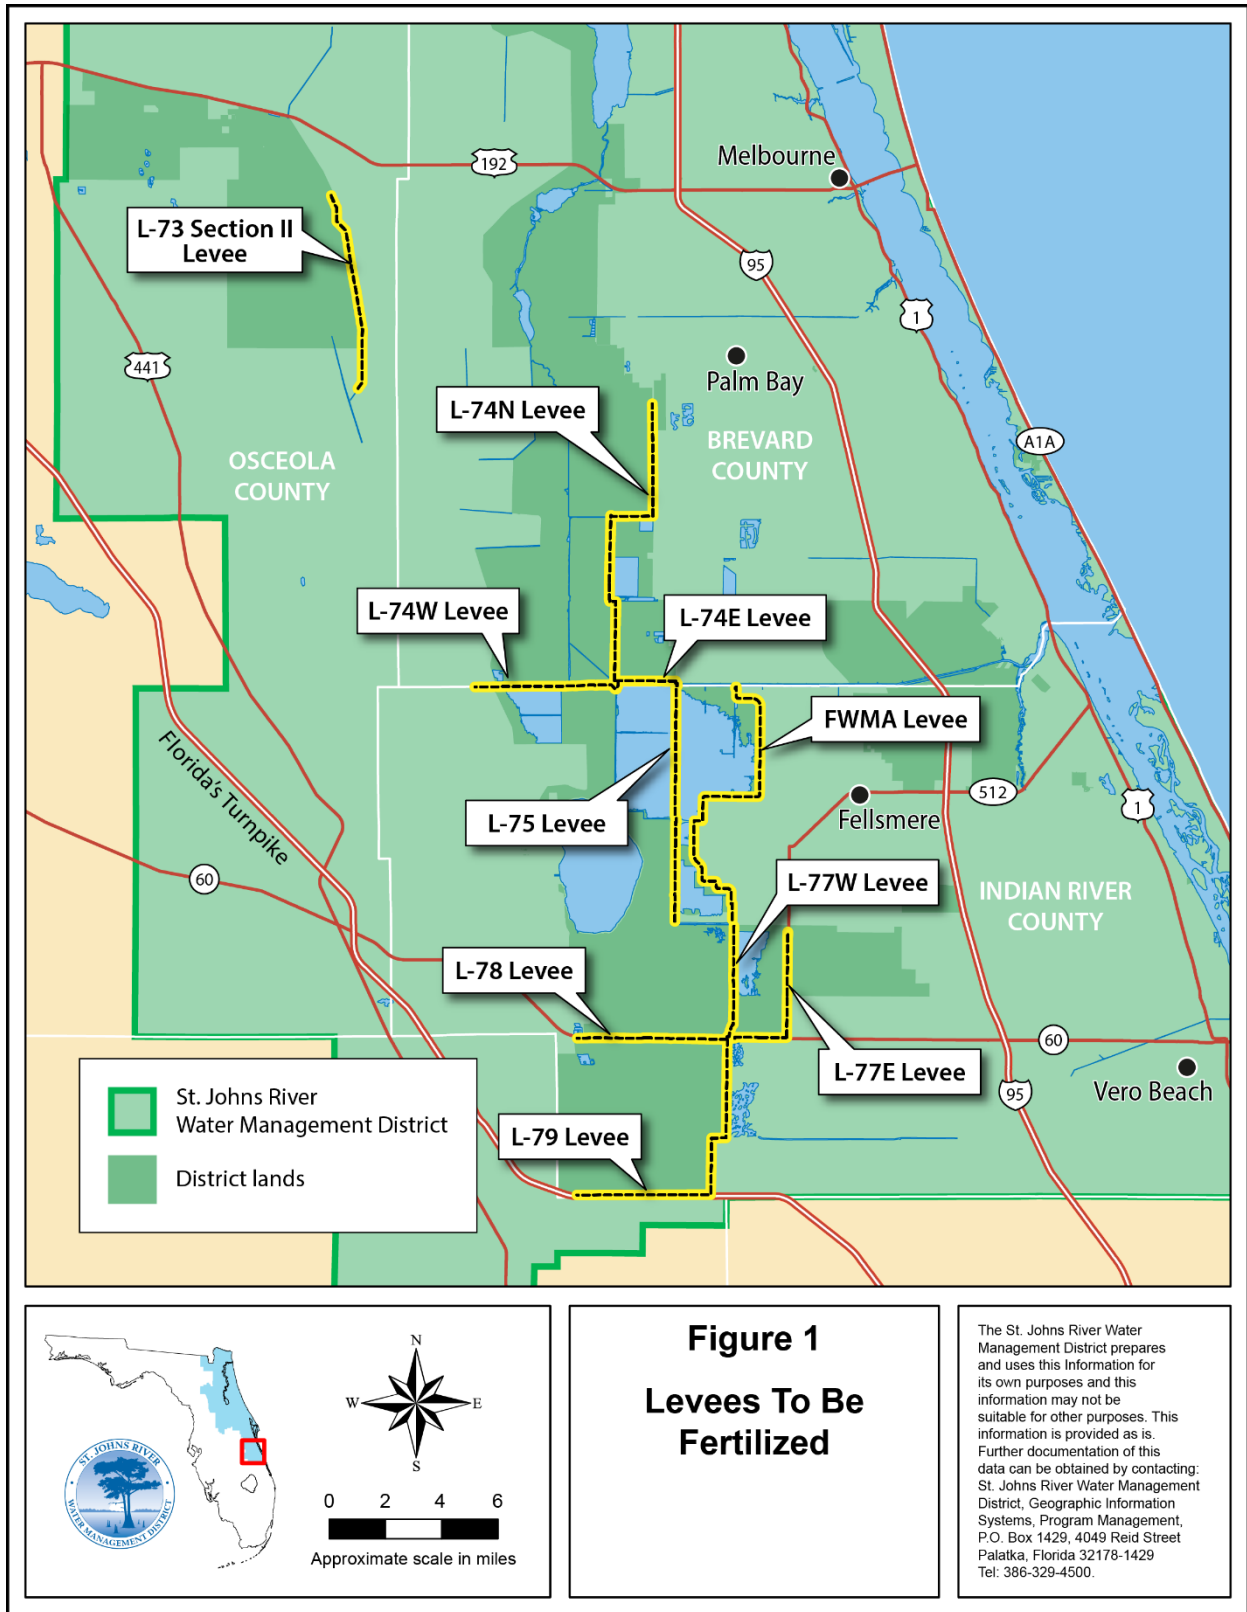 192
Melbourne
L-73 Section II
Levee
95
1
441
Palm Bay
L-74N Levee
A1A
BREVARD
COUNTY
OSCEOLA
COUNTY
L-74W Levee
L-74E Levee
FWMA Levee
Florida's Turnpike
512
1
Fellsmere
L-75 Levee
60
L-77W Levee
INDIAN RIVER
COUNTY
L-78 Levee
60
L-77E Levee
Vero Beach
95
St. Johns River
Water Management District
L-79 Levee
District lands
ST. JOHNS RIVER
WATER MANAGEMENT DISTRICT
N
W
E
S
0 2 4 6
Approximate scale in miles
Figure 1
Levees To Be
Fertilized
The St. Johns River Water
Management District prepares
and uses this Information for
its own purposes and this
information may not be
suitable for other purposes. This
information is provided as is.
Further documentation of this
data can be obtained by contacting:
St. Johns River Water Management
District, Geographic Information
Systems, Program Management,
P.O. Box 1429, 4049 Reid Street
Palatka, Florida 32178-1429
Tel: 386-329-4500.